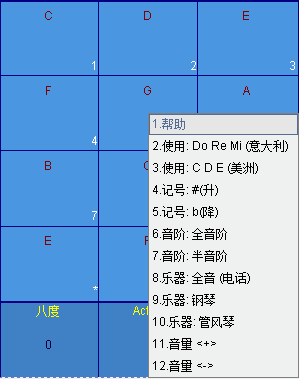 C D E
1 2 3
F G A
4
1.帮助
2.使用: Do Re Mi (意大利)
3.使用: C D E (美洲)
4.记号: #(升)
B
5.记号: b(降)
7
6.音阶: 全音阶
7.音阶: 半音阶
E
8.乐器: 全音 (电话)
*
9.乐器: 钢琴
八度
10.乐器: 管风琴
0
11.音量 <+>
12.音量 <->